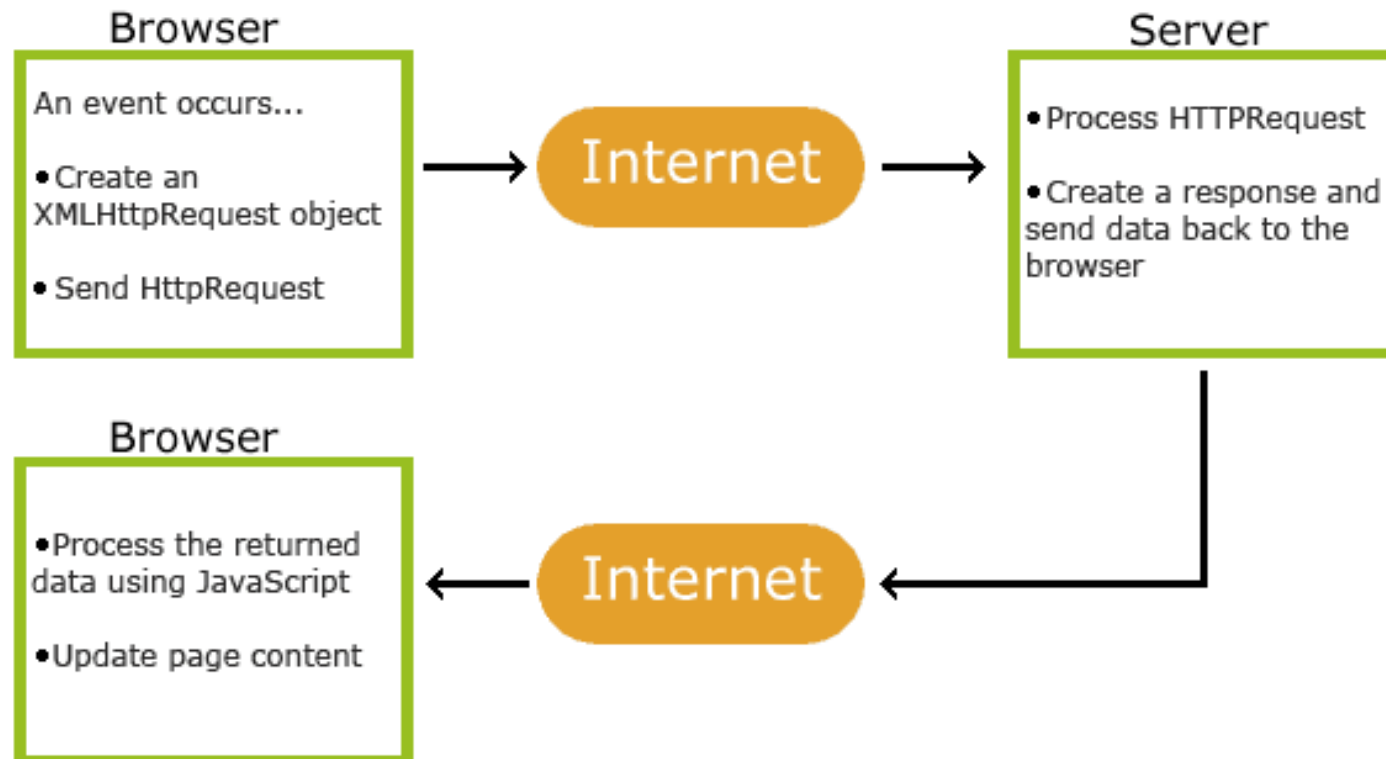 Browser
An event occurs...
•Create an
XMLHttpRequest object
• Send HttpRequest
Internet
Server
•Process HTTPRequest
•Create a response and
send data back to the
browser
Browser
•Process the returned
data using JavaScript
•Update page content
Internet